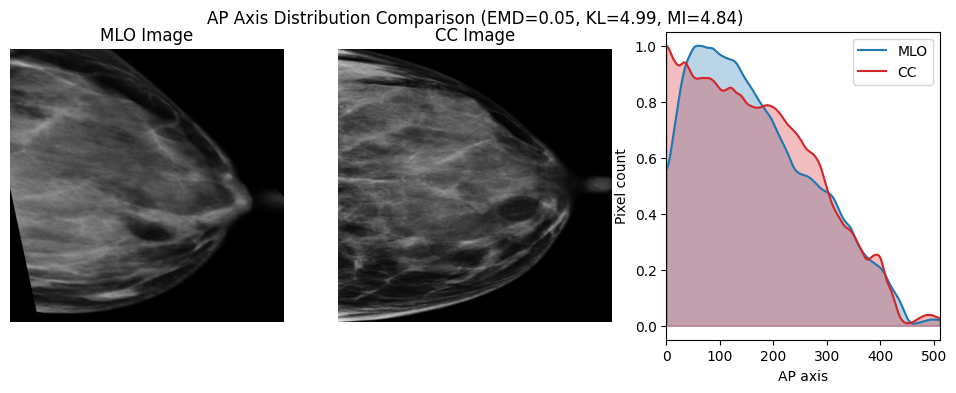 AP Axis Distribution Comparison (EMD=0.05, KL=4.99, MI=4.84)
MLO Image
CC Image
MLO
CC
1.0
0.8
0.6
0.4
0.2
0.0
Pixel count
0 100 200 300 400 500
AP axis